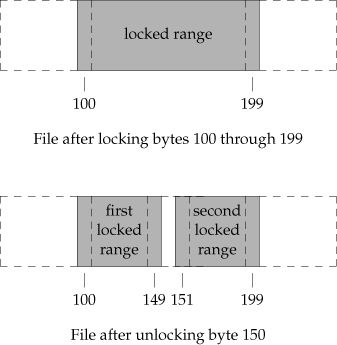 locked range
100 199
File after locking bytes 100 through 199
first second
locked locked
range range
100 149 151 199
File after unlocking byte 150